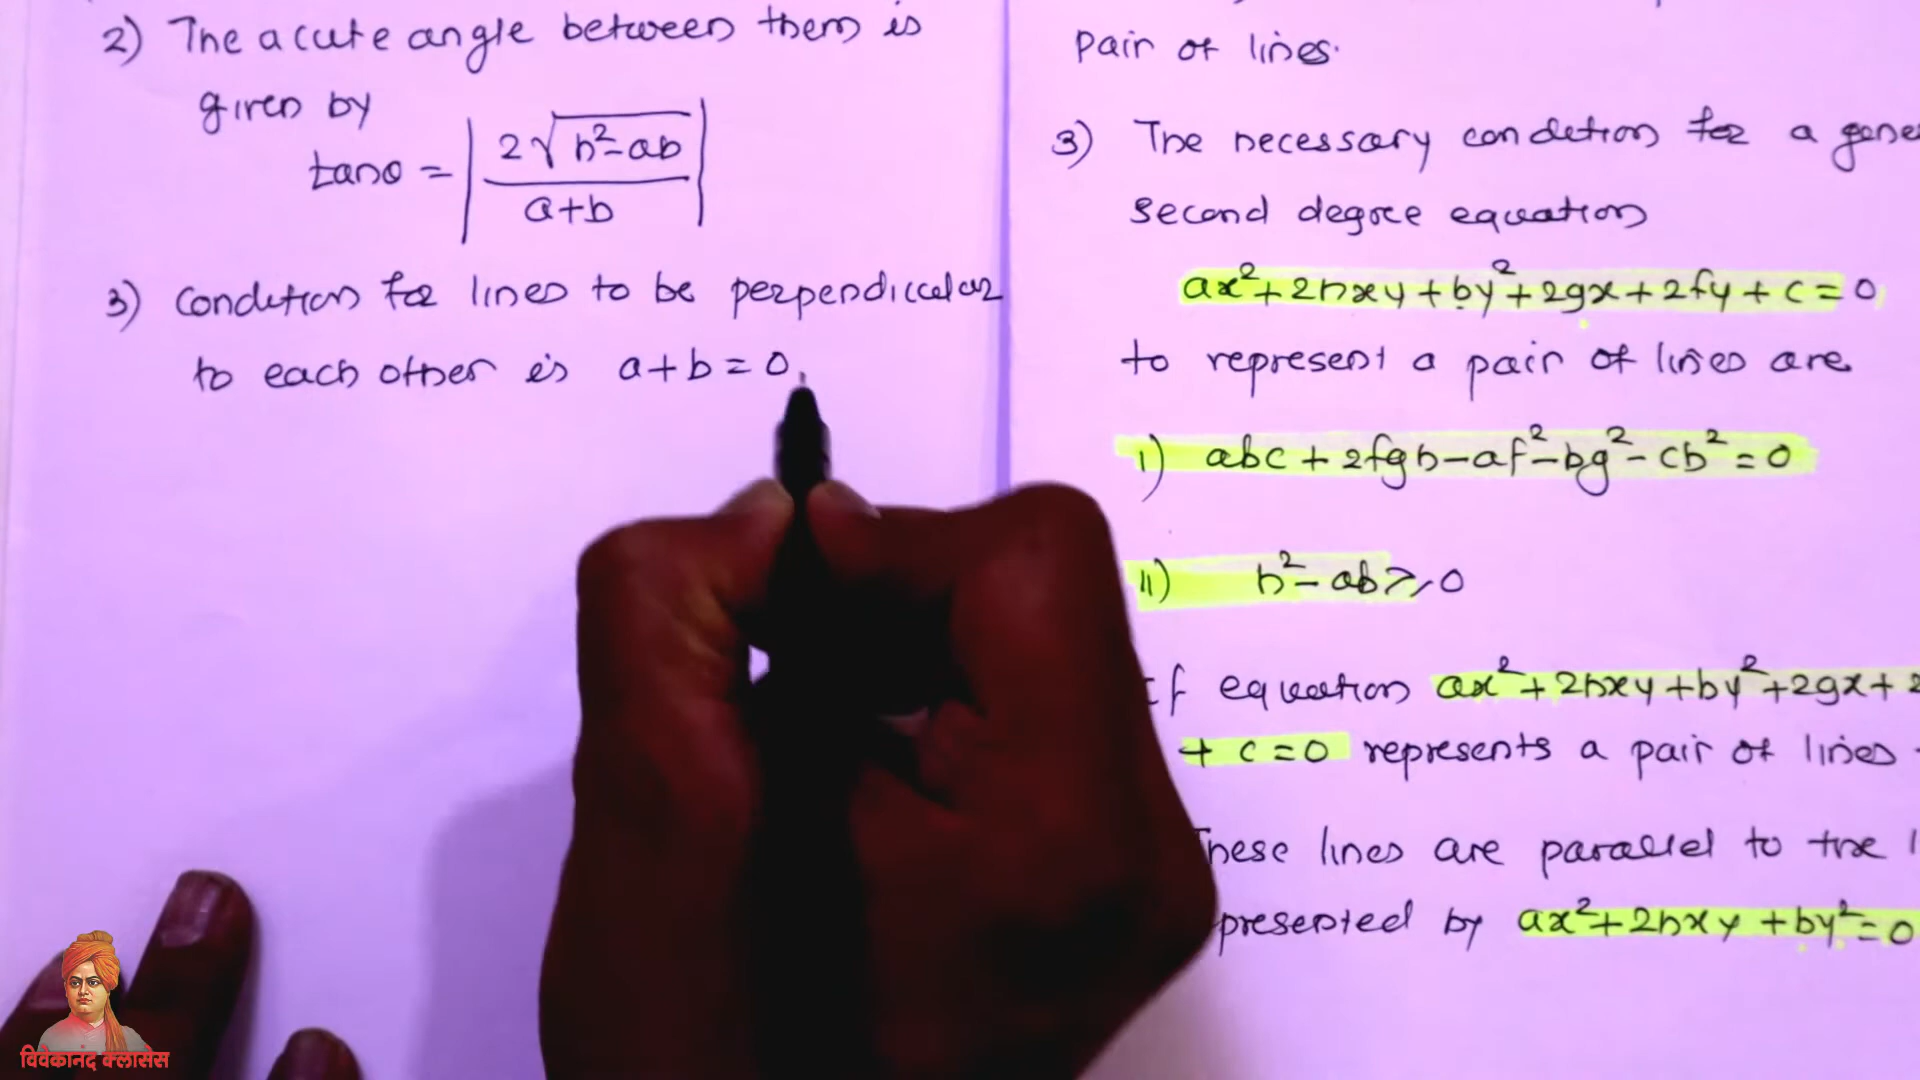 2) The acute angle between them is
given by
tanθ = | 2√(h²-ab) / a+b |
3) Condition for lines to be perpendicular
to each other is a+b=0.
pair of lines.
3) The necessary condition for a gene
second degree equation
ax²+2hxy+by²+2gx+2fy+c=0
to represent a pair of lines are
i) abc+2fgh-af²-bg²-ch²=0
ii) h²-ab≥0
If equation ax²+2hxy+by²+2gx+2
+c=0 represents a pair of lines
These lines are parallel to the l
presented by ax²+2hxy+by²=0
विवेकानंद क्लासेस